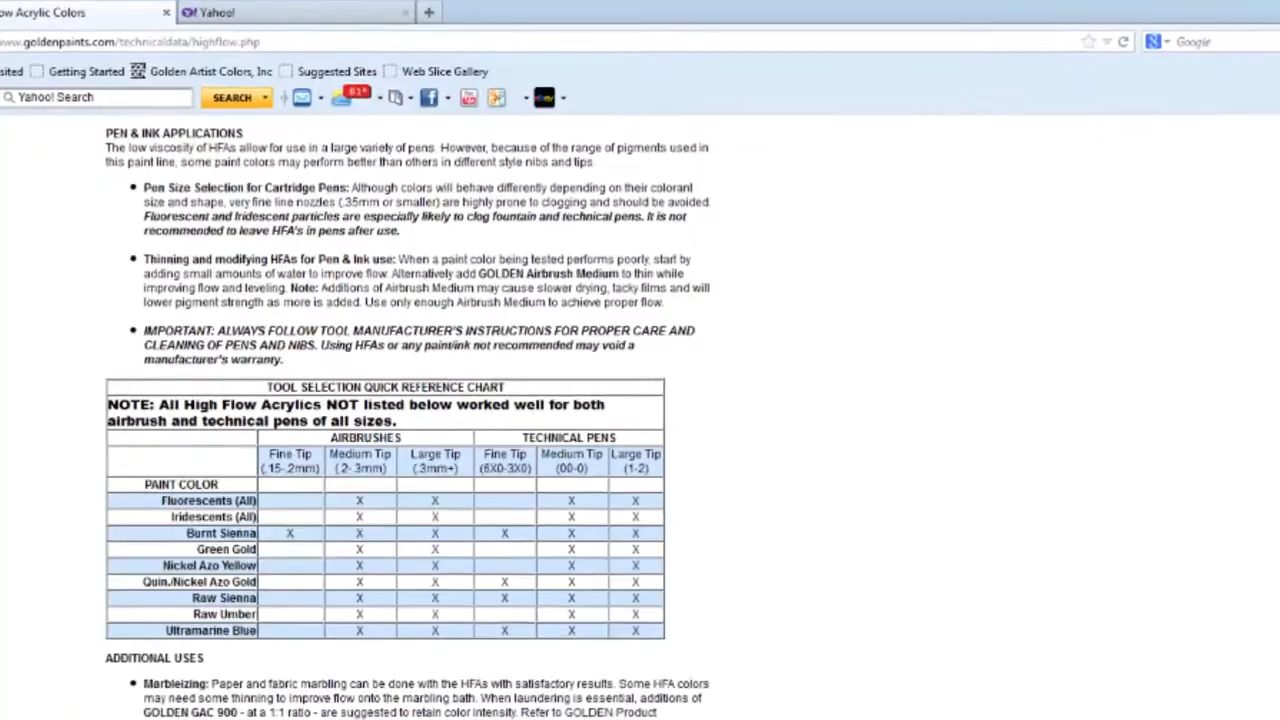 ow Acrylic Colors × Yahoo! × +
ww.goldenpaints.com/technicaldata/highflow.php Google
sited Getting Started Golden Artist Colors, Inc Suggested Sites Web Slice Gallery
Yahoo! Search SEARCH 81°
PEN & INK APPLICATIONS
The low viscosity of HFAs allow for use in a large variety of pens. However, because of the range of pigments used in
this paint line, some paint colors may perform better than others in different style nibs and tips.
• Pen Size Selection for Cartridge Pens: Although colors will behave differently depending on their colorant
size and shape, very fine line nozzles (.35mm or smaller) are highly prone to clogging and should be avoided.
Fluorescent and Iridescent particles are especially likely to clog fountain and technical pens. It is not
recommended to leave HFA's in pens after use.
• Thinning and modifying HFAs for Pen & Ink use: When a paint color being tested performs poorly, start by
adding small amounts of water to improve flow. Alternatively add GOLDEN Airbrush Medium to thin while
improving flow and leveling. Note: Additions of Airbrush Medium may cause slower drying, tacky films and will
lower pigment strength as more is added. Use only enough Airbrush Medium to achieve proper flow.
• IMPORTANT: ALWAYS FOLLOW TOOL MANUFACTURER'S INSTRUCTIONS FOR PROPER CARE AND
CLEANING OF PENS AND NIBS. Using HFAs or any paint/ink not recommended may void a
manufacturer's warranty.
TOOL SELECTION QUICK REFERENCE CHART
NOTE: All High Flow Acrylics NOT listed below worked well for both
airbrush and technical pens of all sizes.
AIRBRUSHES TECHNICAL PENS
Fine Tip Medium Tip Large Tip Fine Tip Medium Tip Large Tip
(.15-.2mm) (.2-.3mm) (.3mm+) (6X0-3X0) (00-0) (1-2)
PAINT COLOR
Fluorescents (All) X X X X
Iridescents (All) X X X X
Burnt Sienna X X X X X X
Green Gold X X X X
Nickel Azo Yellow X X X X
Quin./Nickel Azo Gold X X X X X
Raw Sienna X X X X X
Raw Umber X X X X
Ultramarine Blue X X X X X
ADDITIONAL USES
• Marbleizing: Paper and fabric marbling can be done with the HFAs with satisfactory results. Some HFA colors
may need some thinning to improve flow onto the marbling bath. When laundering is essential, additions of
GOLDEN GAC 900 - at a 1:1 ratio - are suggested to retain color intensity. Refer to GOLDEN Product